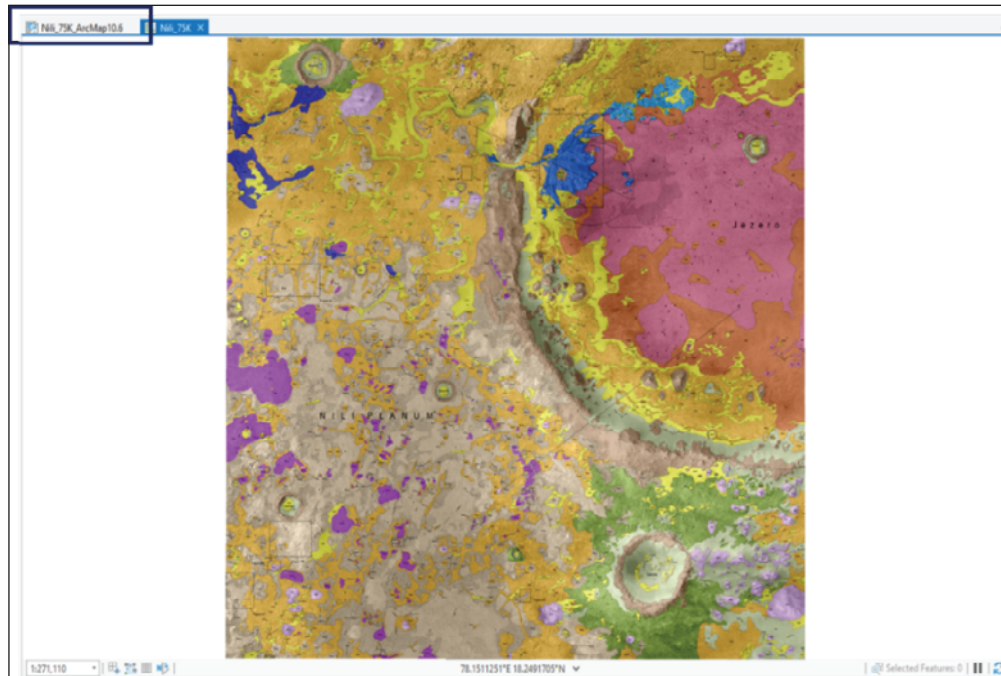 Nili_75K_ArcMap10.6
Nili_75K
Jezero
NILI PLANUM
1:271,110
78.1511251°E 18.2491705°N
Selected Features: 0